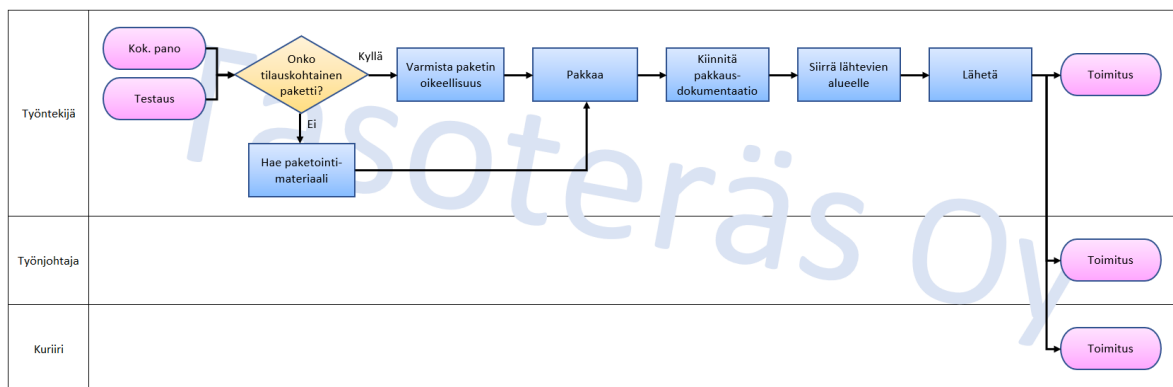 Työntekijä
Kok. pano
Testaus
Onko
tilauskohtainen
paketti?
Kyllä
Ei
Varmista paketin
oikeellisuus
Hae paketointi-
materiaali
Pakkaa
Kiinnitä
pakkaus-
dokumentaatio
Siirrä lähtevien
alueelle
Lähetä
Toimitus
Työnjohtaja
Toimitus
Kuriiri
Toimitus
Tasoteräs Oy